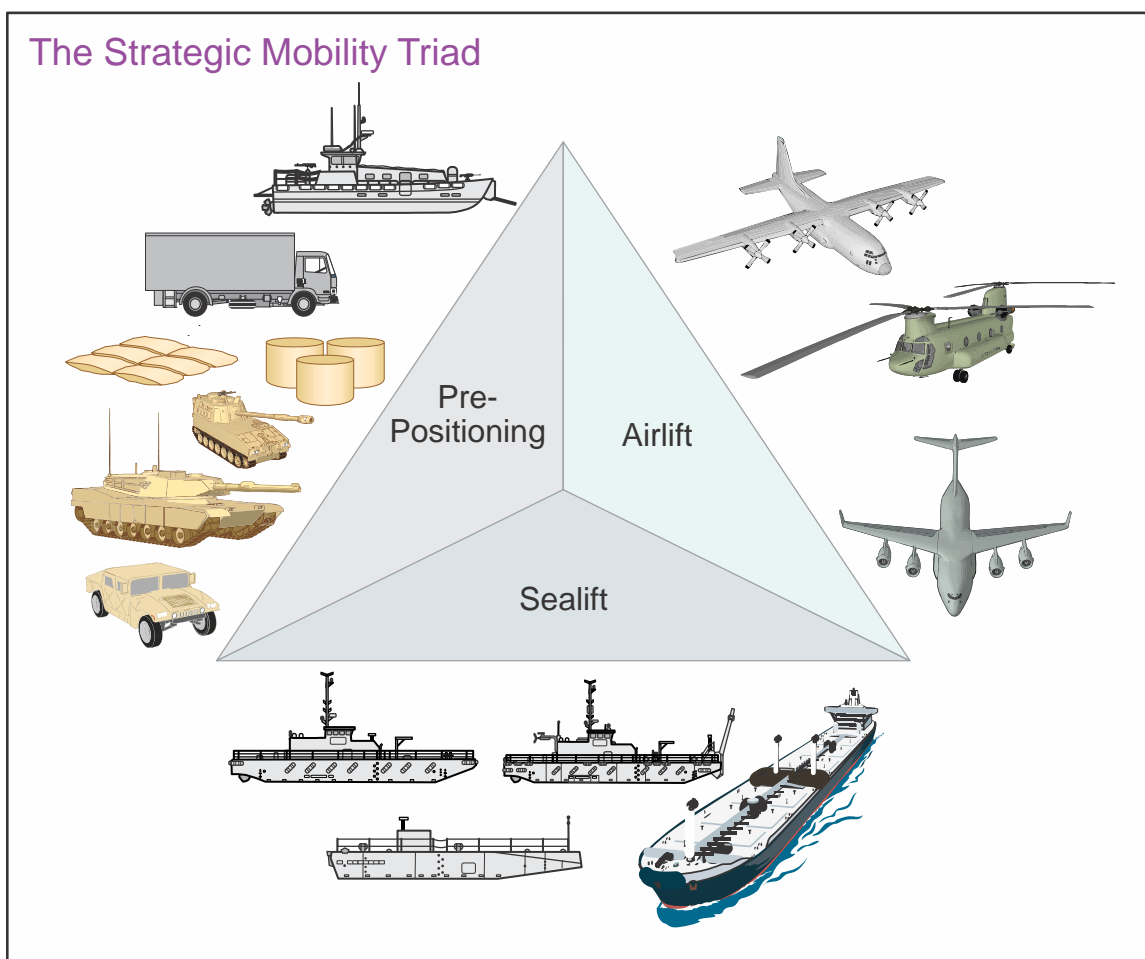 The Strategic Mobility Triad
Pre-
Positioning
Airlift
Sealift